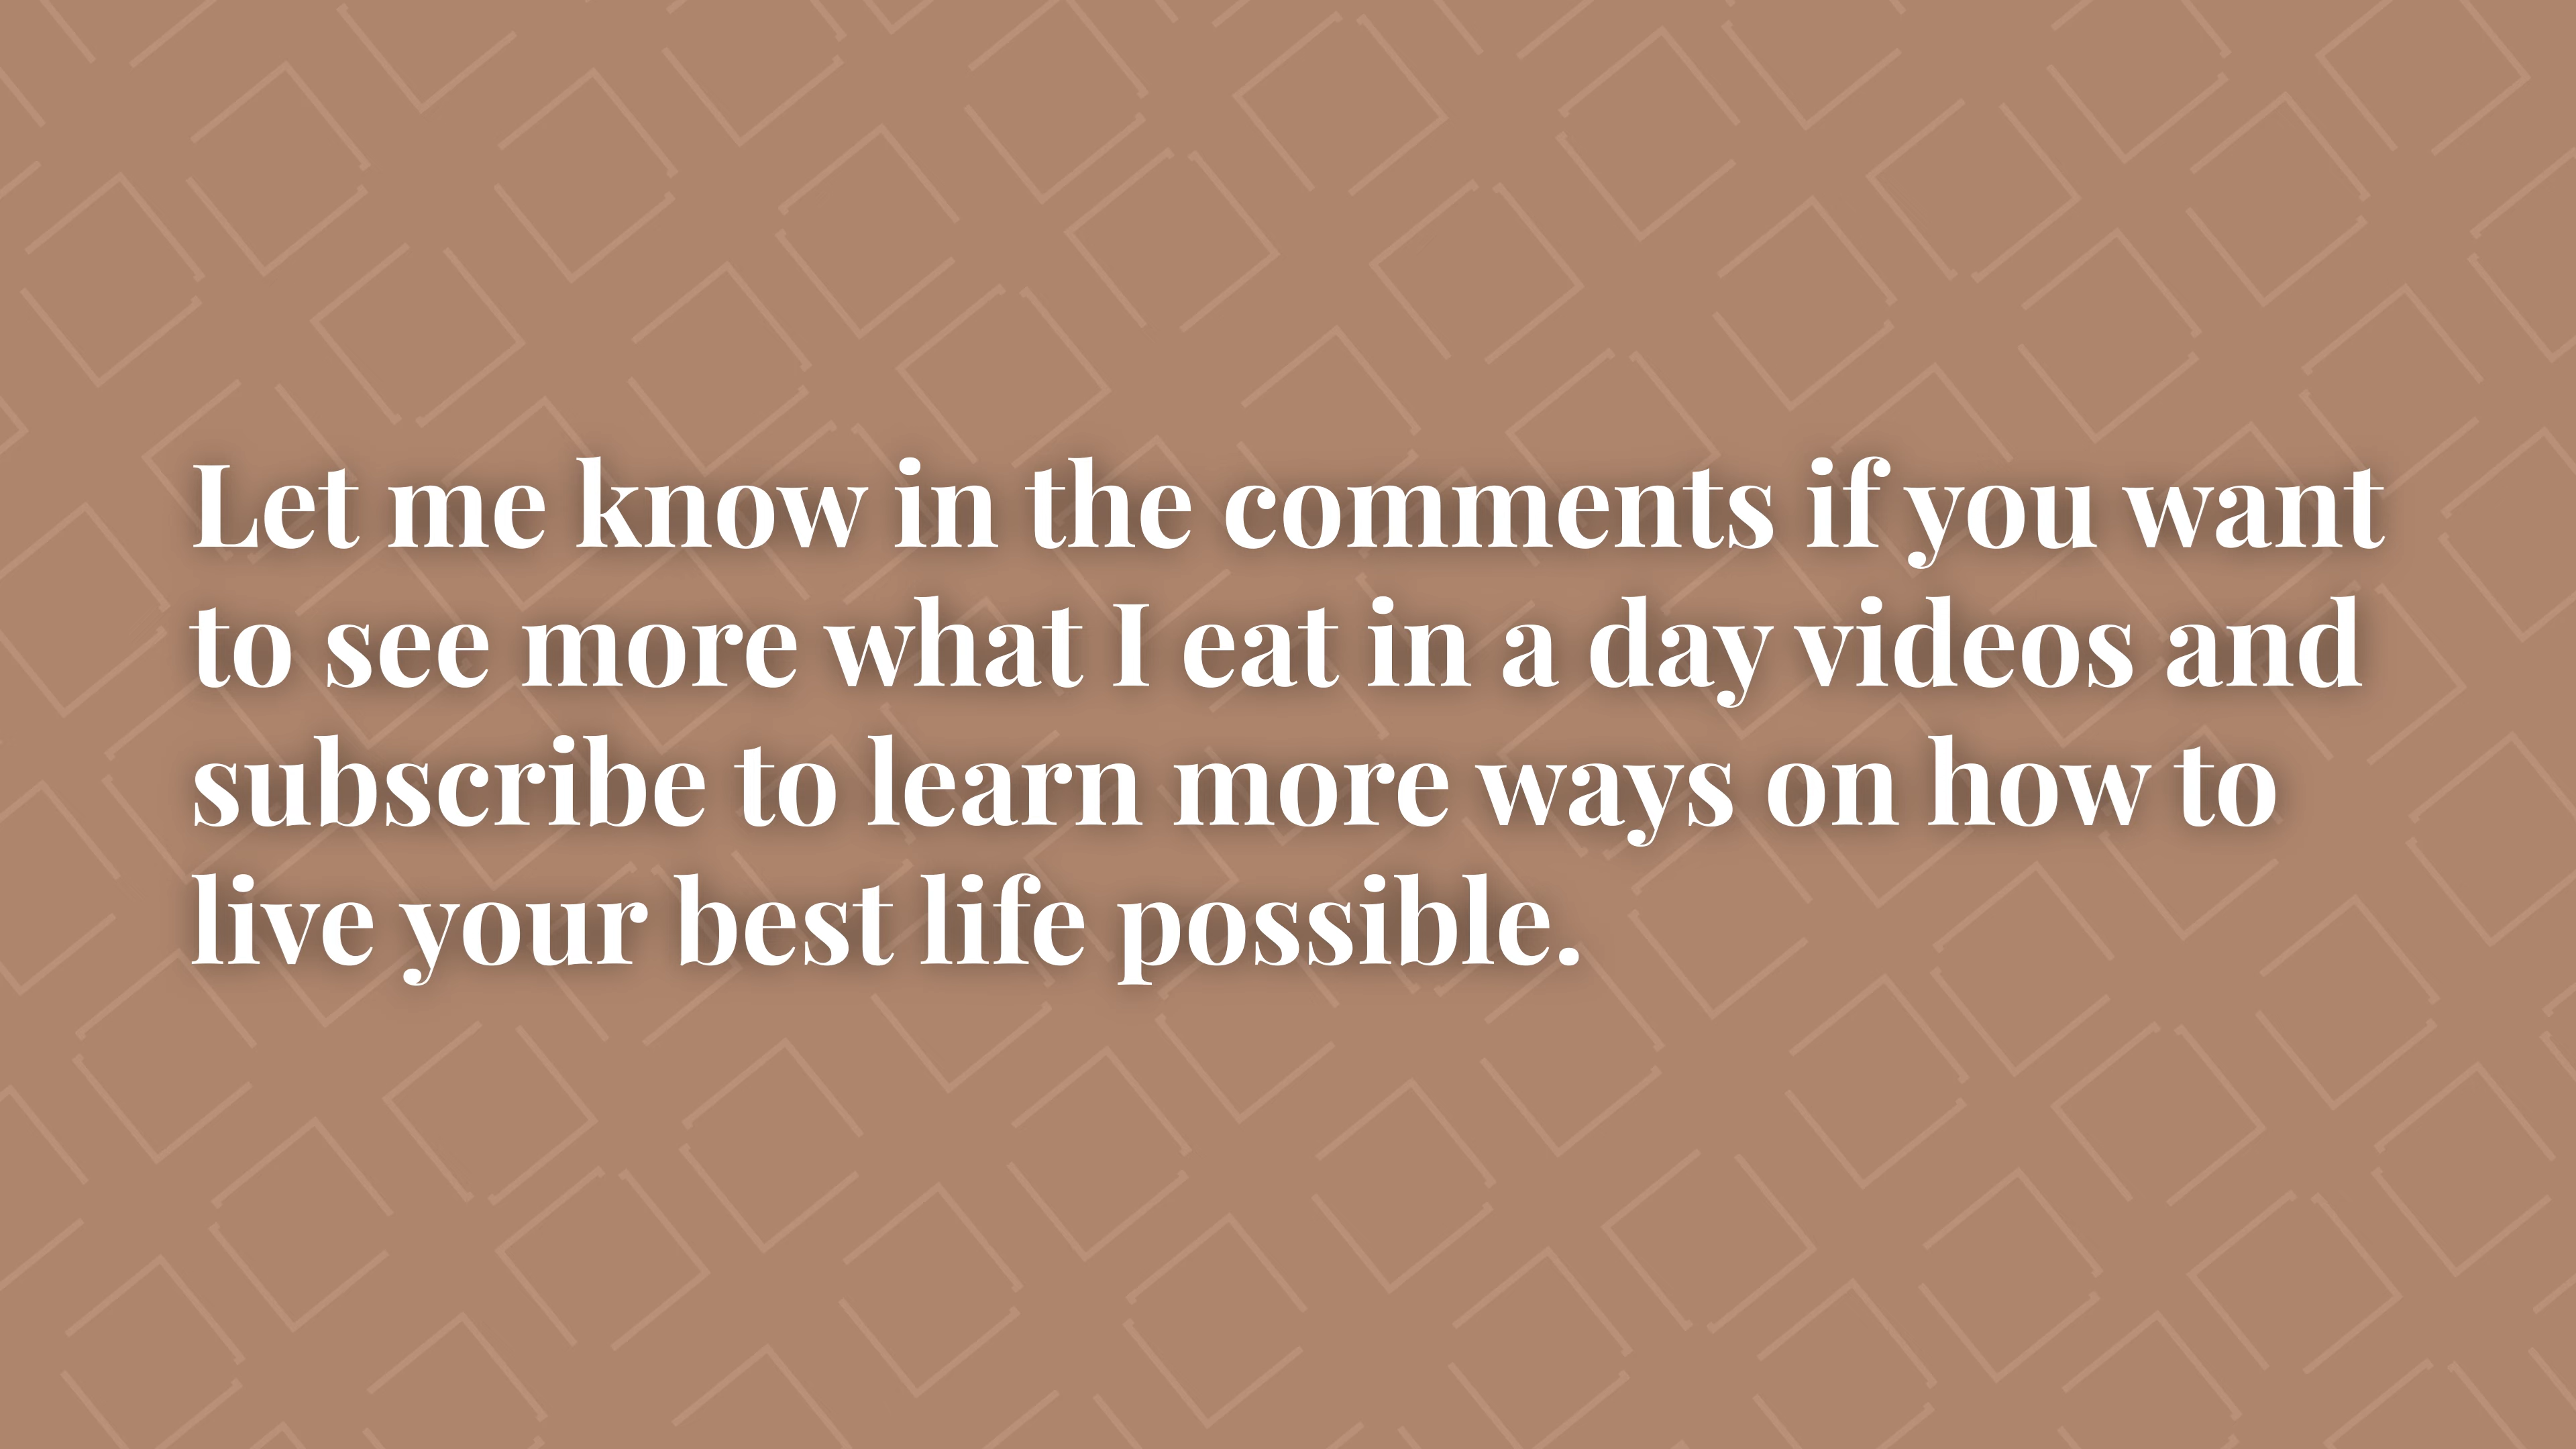 Let me know in the comments if you want
to see more what I eat in a day videos and
subscribe to learn more ways on how to
live your best life possible.